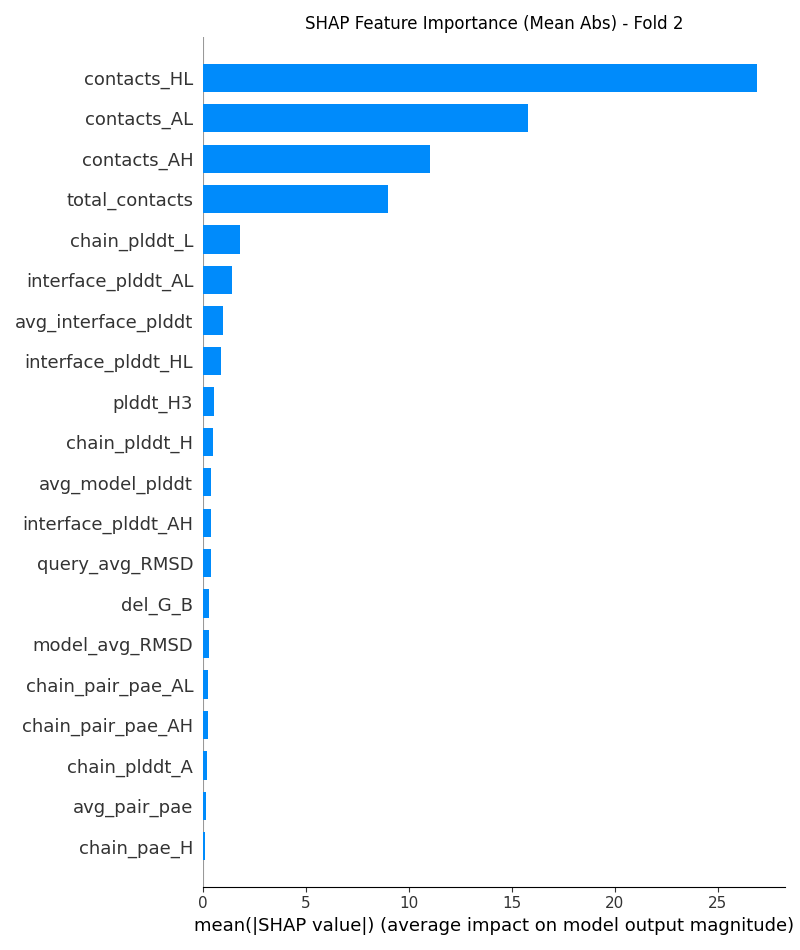 SHAP Feature Importance (Mean Abs) - Fold 2
contacts_HL
contacts_AL
contacts_AH
total_contacts
chain_plddt_L
interface_plddt_AL
avg_interface_plddt
interface_plddt_HL
plddt_H3
chain_plddt_H
avg_model_plddt
interface_plddt_AH
query_avg_RMSD
del_G_B
model_avg_RMSD
chain_pair_pae_AL
chain_pair_pae_AH
chain_plddt_A
avg_pair_pae
chain_pae_H
0 5 10 15 20 25
mean(|SHAP value|) (average impact on model output magnitude)